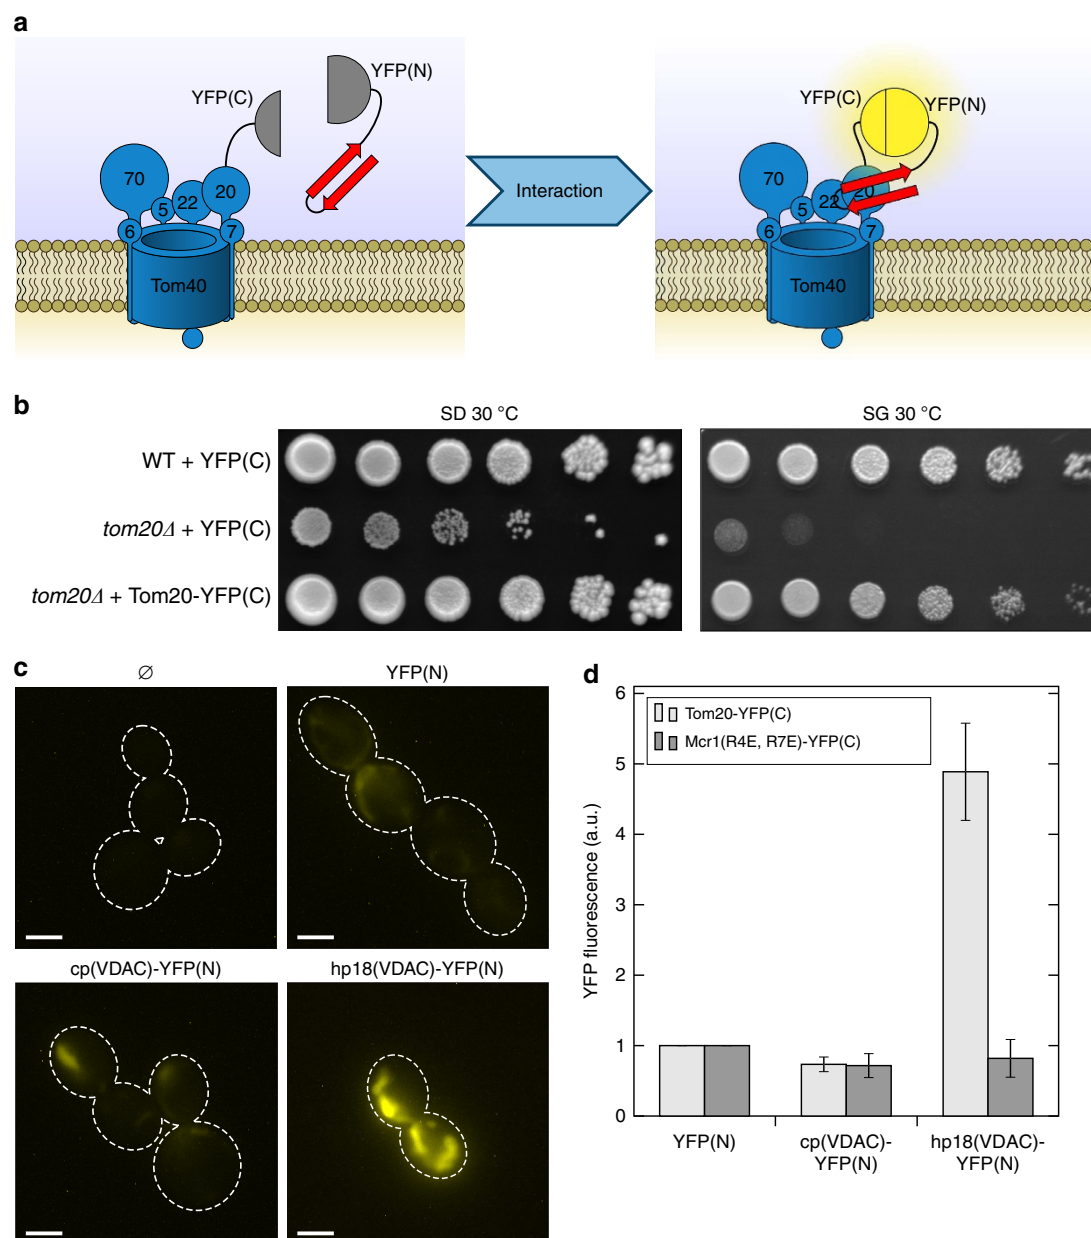 a
YFP(C)
YFP(N)
70
5
22
20
6
7
Tom40
Interaction
YFP(C)
YFP(N)
70
5
22
20
6
7
Tom40
b
SD 30 °C
SG 30 °C
WT + YFP(C)
tom20Δ + YFP(C)
tom20Δ + Tom20-YFP(C)
c
∅
YFP(N)
cp(VDAC)-YFP(N)
hp18(VDAC)-YFP(N)
d
Tom20-YFP(C)
Mcr1(R4E, R7E)-YFP(C)
YFP fluorescence (a.u.)
6
5
4
3
2
1
0
YFP(N)
cp(VDAC)-
YFP(N)
hp18(VDAC)-
YFP(N)